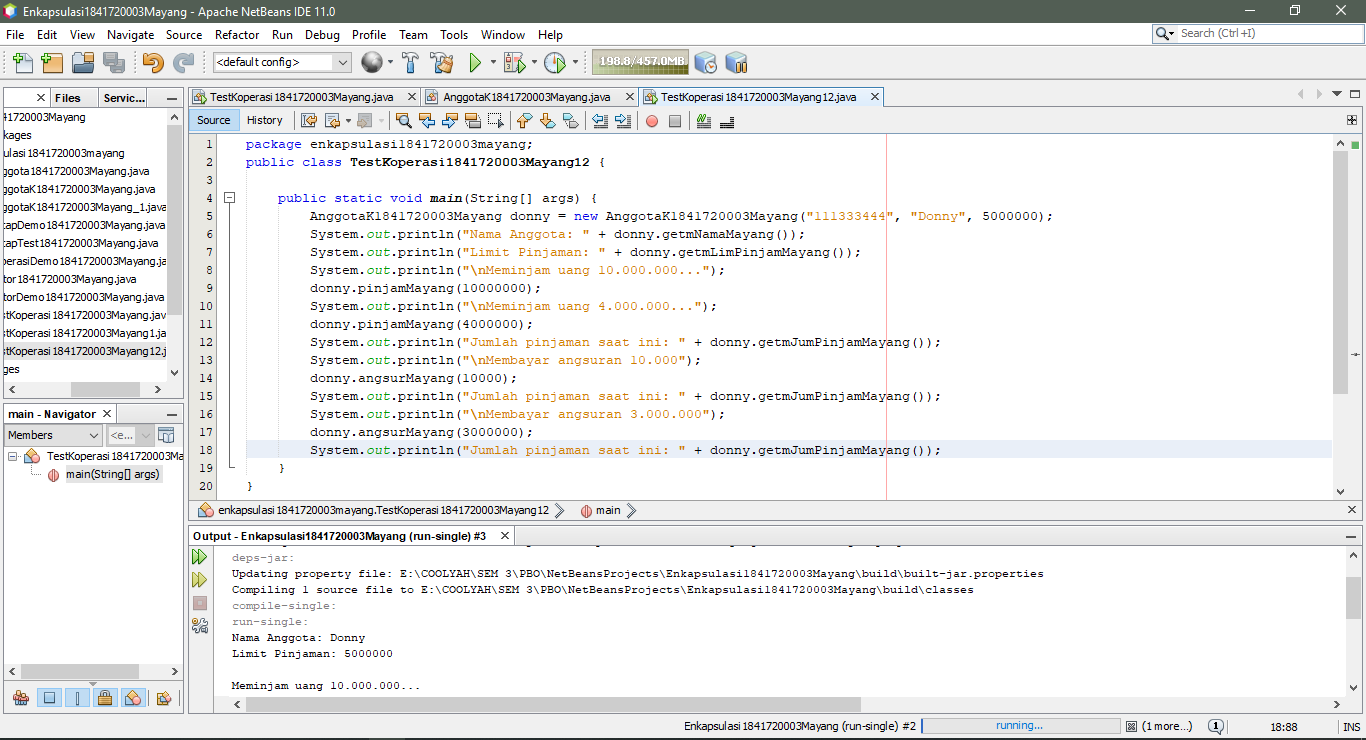 Enkapsulasi1841720003Mayang - Apache NetBeans IDE 11.0
File Edit View Navigate Source Refactor Run Debug Profile Team Tools Window Help
Search (Ctrl+I)
<default config>
198.8/457.0MB
Files Servic...
TestKoperasi1841720003Mayang.java AnggotaK1841720003Mayang.java TestKoperasi1841720003Mayang12.java
Source History
41720003Mayang
kages
ulasi1841720003mayang
ggota1841720003Mayang.java
ggotaK1841720003Mayang.java
ggotaK1841720003Mayang_1.java
capDemo1841720003Mayang.java
capTest1841720003Mayang.java
perasiDemo1841720003Mayang.ja
tor1841720003Mayang.java
torDemo1841720003Mayang.java
stKoperasi1841720003Mayang.jav
stKoperasi1841720003Mayang1.ja
stKoperasi1841720003Mayang12.j
ges
main - Navigator
Members
<e...
TestKoperasi1841720003Ma
main(String[] args)
1 package enkapsulasi1841720003mayang;
2 public class TestKoperasi1841720003Mayang12 {
3
4 public static void main(String[] args) {
5 AnggotaK1841720003Mayang donny = new AnggotaK1841720003Mayang("111333444", "Donny", 5000000);
6 System.out.println("Nama Anggota: " + donny.getmNamaMayang());
7 System.out.println("Limit Pinjaman: " + donny.getmLimPinjamMayang());
8 System.out.println("\nMeminjam uang 10.000.000...");
9 donny.pinjamMayang(10000000);
10 System.out.println("\nMeminjam uang 4.000.000...");
11 donny.pinjamMayang(4000000);
12 System.out.println("Jumlah pinjaman saat ini: " + donny.getmJumPinjamMayang());
13 System.out.println("\nMembayar angsuran 10.000");
14 donny.angsurMayang(10000);
15 System.out.println("Jumlah pinjaman saat ini: " + donny.getmJumPinjamMayang());
16 System.out.println("\nMembayar angsuran 3.000.000");
17 donny.angsurMayang(3000000);
18 System.out.println("Jumlah pinjaman saat ini: " + donny.getmJumPinjamMayang());
19 }
20 }
enkapsulasi1841720003mayang.TestKoperasi1841720003Mayang12 main
Output - Enkapsulasi1841720003Mayang (run-single) #3
deps-jar:
Updating property file: E:\COOLYAH\SEM 3\PBO\NetBeansProjects\Enkapsulasi1841720003Mayang\build\built-jar.properties
Compiling 1 source file to E:\COOLYAH\SEM 3\PBO\NetBeansProjects\Enkapsulasi1841720003Mayang\build\classes
compile-single:
run-single:
Nama Anggota: Donny
Limit Pinjaman: 5000000
Meminjam uang 10.000.000...
Enkapsulasi1841720003Mayang (run-single) #2 running... (1 more...) 1 18:88 INS